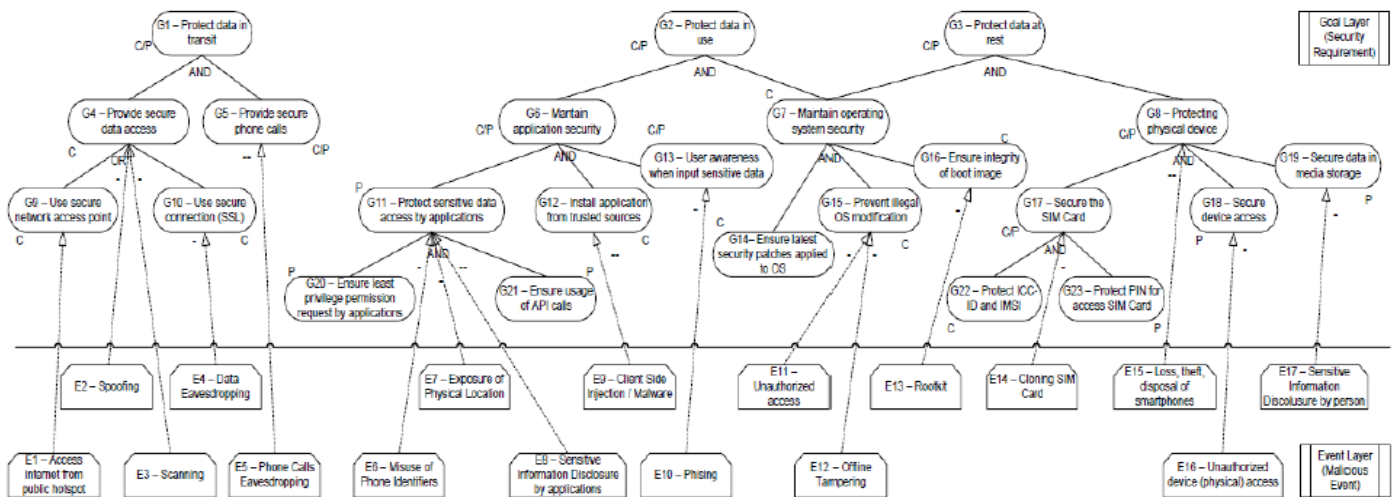 G1 – Protect data in
transit
C/P
AND
G2 – Protect data in
use
C/P
AND
G3 – Protect data at
rest
C/P
AND
Goal Layer
(Security
Requirement)
G4 – Provide secure
data access
C
OR
G5 – Provide secure
phone calls
C/P
--
G6 – Mantain
application security
C/P
AND
G7 – Maintain operating
system security
C
AND
G8 – Protecting
physical device
C/P
AND
--
G9 – Use secure
network access point
C
-
G10 – Use secure
connection (SSL)
C
-
-
-
G11 – Protect sensitive data
access by applications
P
AND
-
-
--
G12 – Install application
from trusted sources
C
--
G13 – User awareness
when input sensitive data
C/P
-
G14– Ensure latest
security patches applied
to OS
C
G15 – Prevent illegal
OS modification
C
-
-
G16 – Ensure integrity
of boot image
C
-
G17 – Secure the
SIM Card
C/P
AND
-
G18 – Secure
device access
P
-
G19 – Secure data in
media storage
P
-
G20 – Ensure least
privilege permission
request by applications
P
G21 – Ensure usage
of API calls
P
G22 – Protect ICC-
ID and IMSI
C
G23 – Protect PIN for
access SIM Card
P
E2 – Spoofing
E4 – Data
Eavesdropping
E7 – Exposure of
Physical Location
E9 – Client Side
Injection / Malware
E11 –
Unauthorized
access
E13 – Rootkit
E14 – Cloning SIM
Card
E15 – Loss, theft,
disposal of
smartphones
E17 – Sensitive
Information
Disclolusure by person
E1 – Access
internet from
public hotspot
E3 – Scanning
E5 – Phone Calls
Eavesdropping
E6 – Misuse of
Phone Identifiers
E8 – Sensitive
Information Disclosure
by applications
E10 – Phising
E12 – Offline
Tampering
E16 – Unauthorized
device (physical) access
Event Layer
(Malicious
Event)